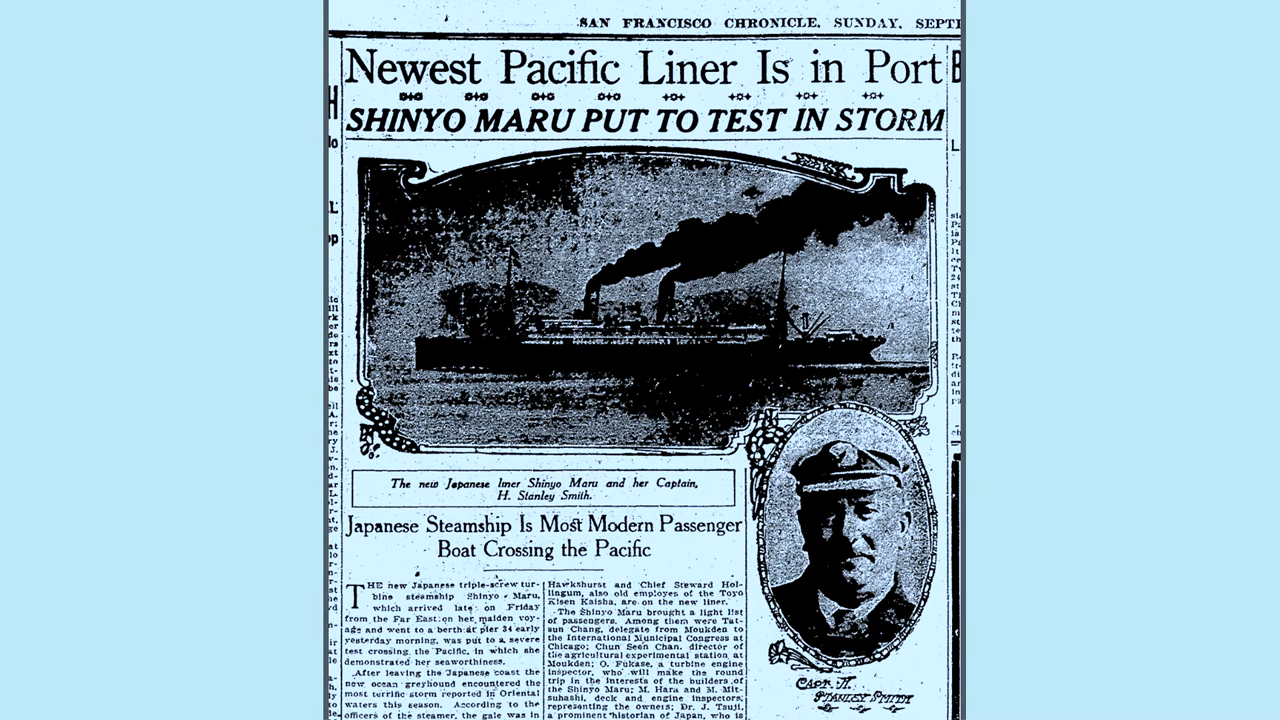 SAN FRANCISCO CHRONICLE, SUNDAY, SEPT
Newest Pacific Liner Is in Port
SHINYO MARU PUT TO TEST IN STORM
The new Japanese liner Shinyo Maru and her Captain,
H. Stanley Smith.
Japanese Steamship Is Most Modern Passenger
Boat Crossing the Pacific
THE new Japanese triple-screw tur-
bine steamship Shinyo Maru,
which arrived late on Friday
from the Far East on her maiden voy-
age and went to a berth at pier 34 early
yesterday morning, was put to a severe
test crossing the Pacific, in which she
demonstrated her seaworthiness.
After leaving the Japanese coast the
new ocean greyhound encountered the
most terrific storm reported in Oriental
waters this season. According to the
officers of the steamer, the gale was in
Hawkshurst and Chief Steward Hol-
lingum, also old employes of the Toyo
Kisen Kaisha, are on the new liner.
The Shinyo Maru brought a light list
of passengers. Among them were Tat-
sun Chang, delegate from Moukden to
the International Municipal Congress at
Chicago; Chun Seen Chan, director of
the agricultural experimental station at
Moukden; O. Fukase, a turbine engine
inspector, who will make the round
trip in the interests of the builders of
the Shinyo Maru; M. Hara and M. Mit-
suhashi, deck and engine inspectors,
representing the owners; Dr. J. Tsuji,
a prominent historian of Japan, who is
CAPT. H.
STANLEY SMITH